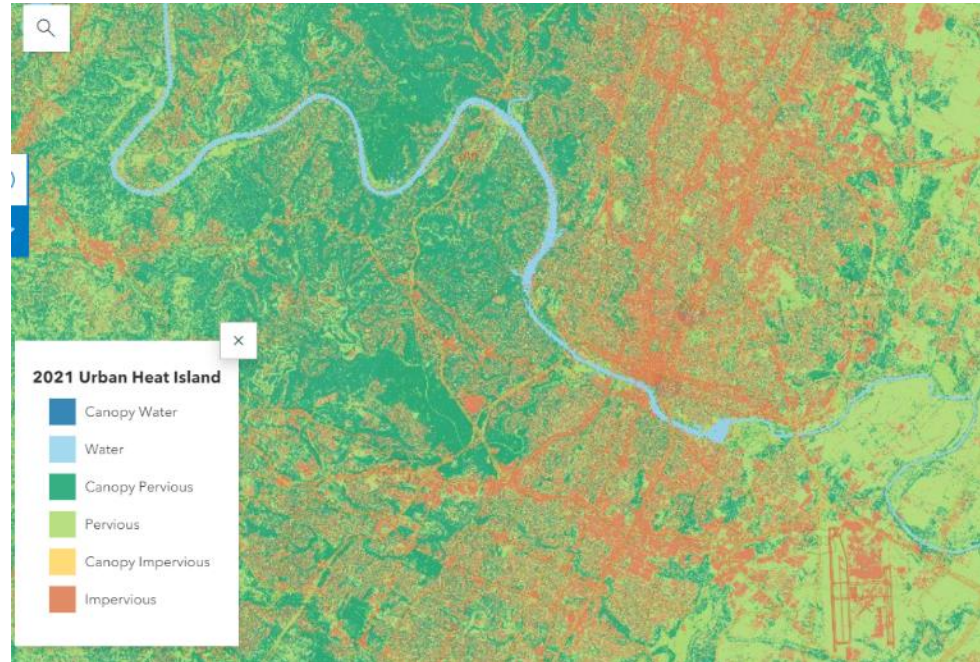 2021 Urban Heat Island
Canopy Water
Water
Canopy Pervious
Pervious
Canopy Impervious
Impervious